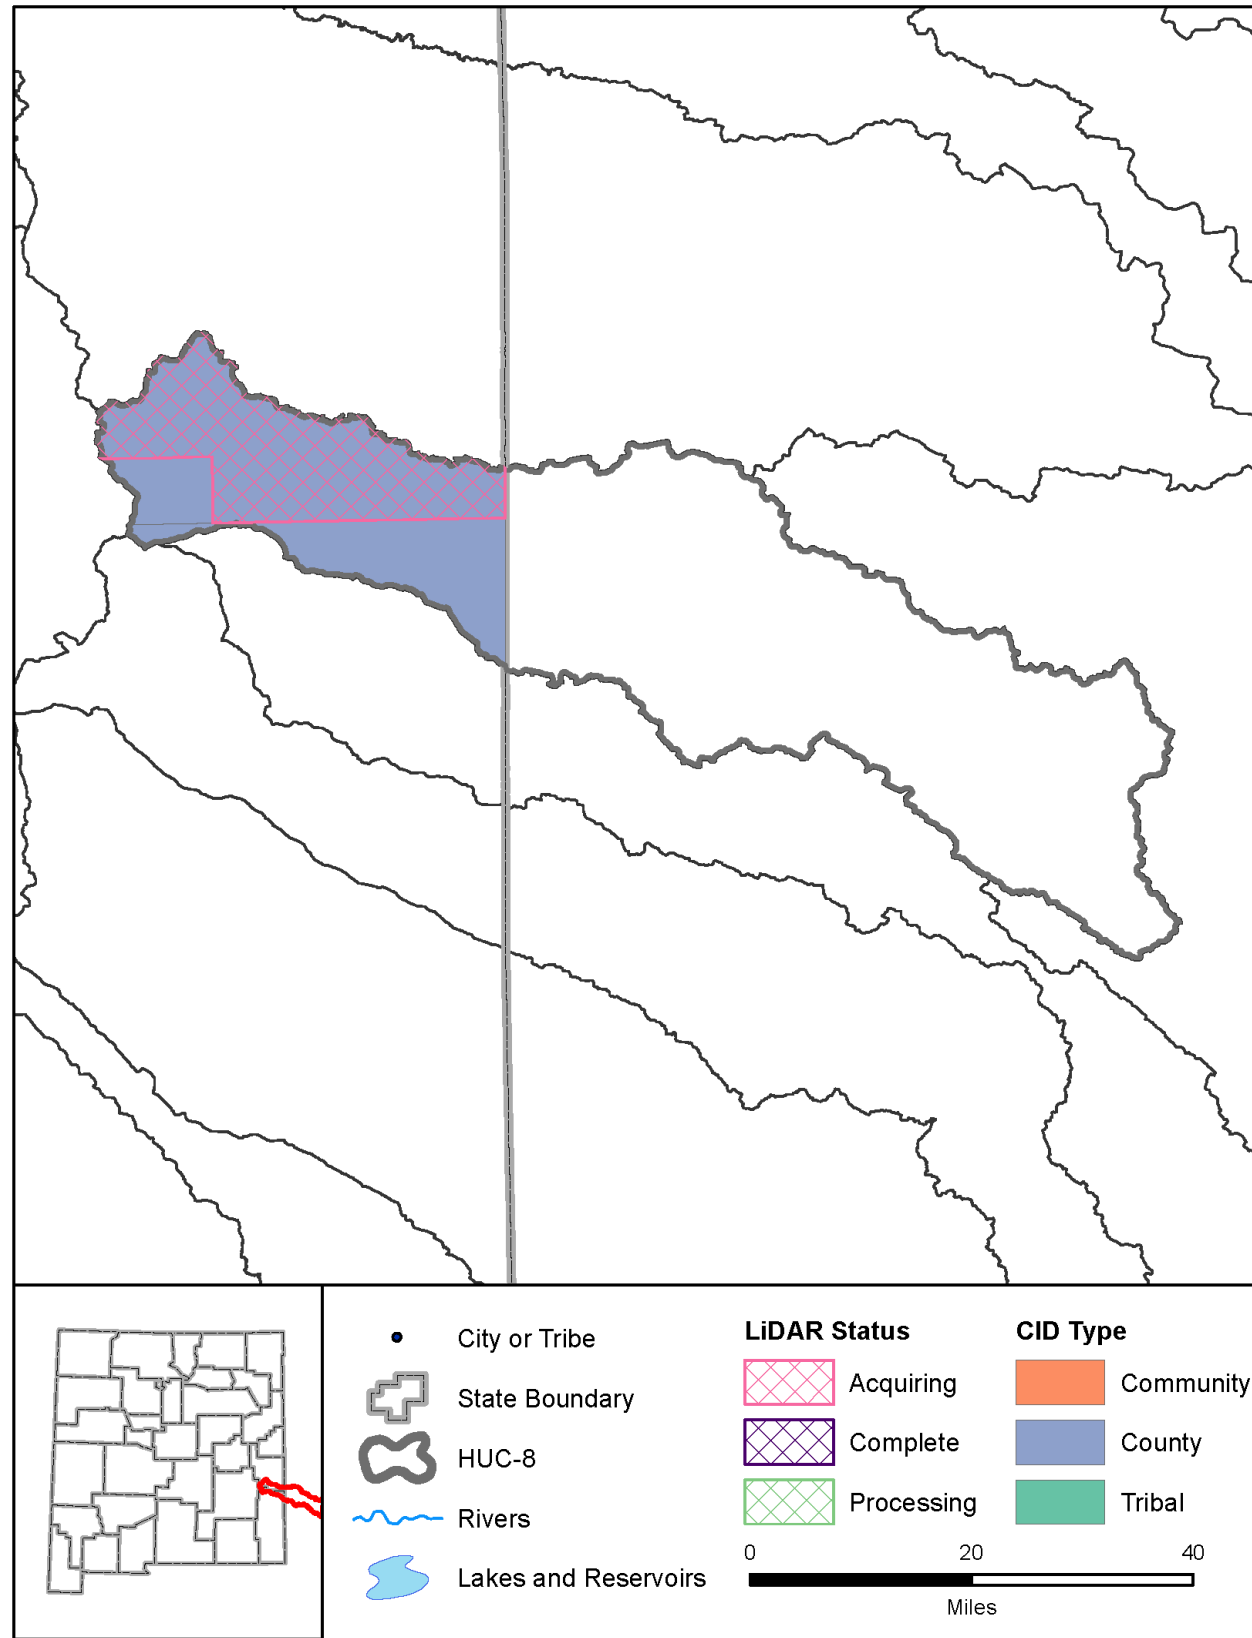 City or Tribe
State Boundary
HUC-8
Rivers
Lakes and Reservoirs
LiDAR Status
Acquiring
Complete
Processing
CID Type
Community
County
Tribal
0 20 40
Miles